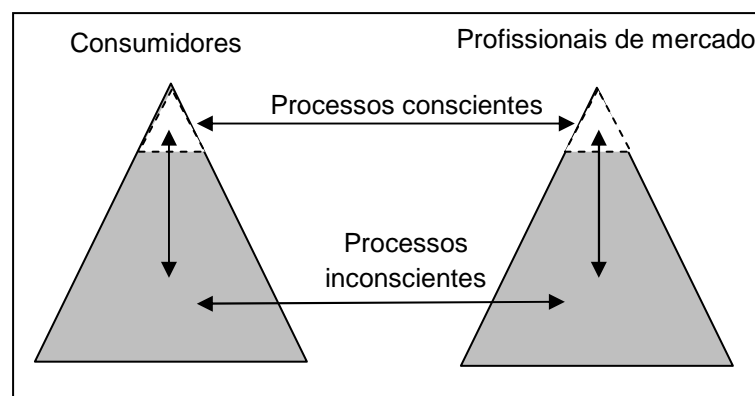 Consumidores
Profissionais de mercado
Processos conscientes
Processos
inconscientes